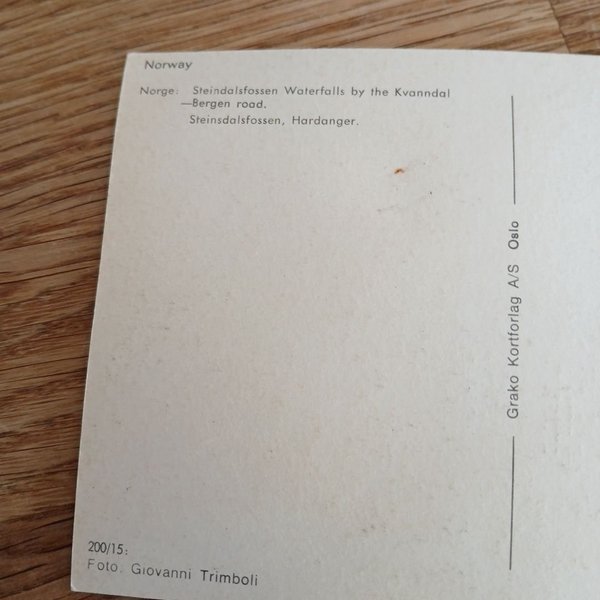 Norway
Norge: Steindalsfossen Waterfalls by the Kvanndal
—Bergen road.
Steinsdalsfossen, Hardanger.
Grako Kortforlag A/S Oslo
200/15:
Foto: Giovanni Trimboli